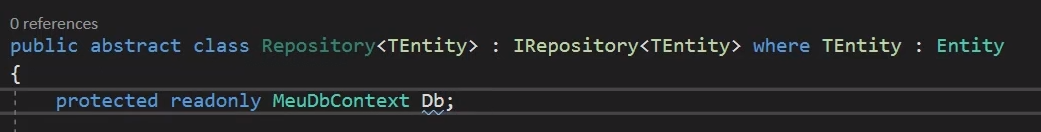 0 references
public abstract class Repository<TEntity> : IRepository<TEntity> where TEntity : Entity
{
protected readonly MeuDbContext Db;